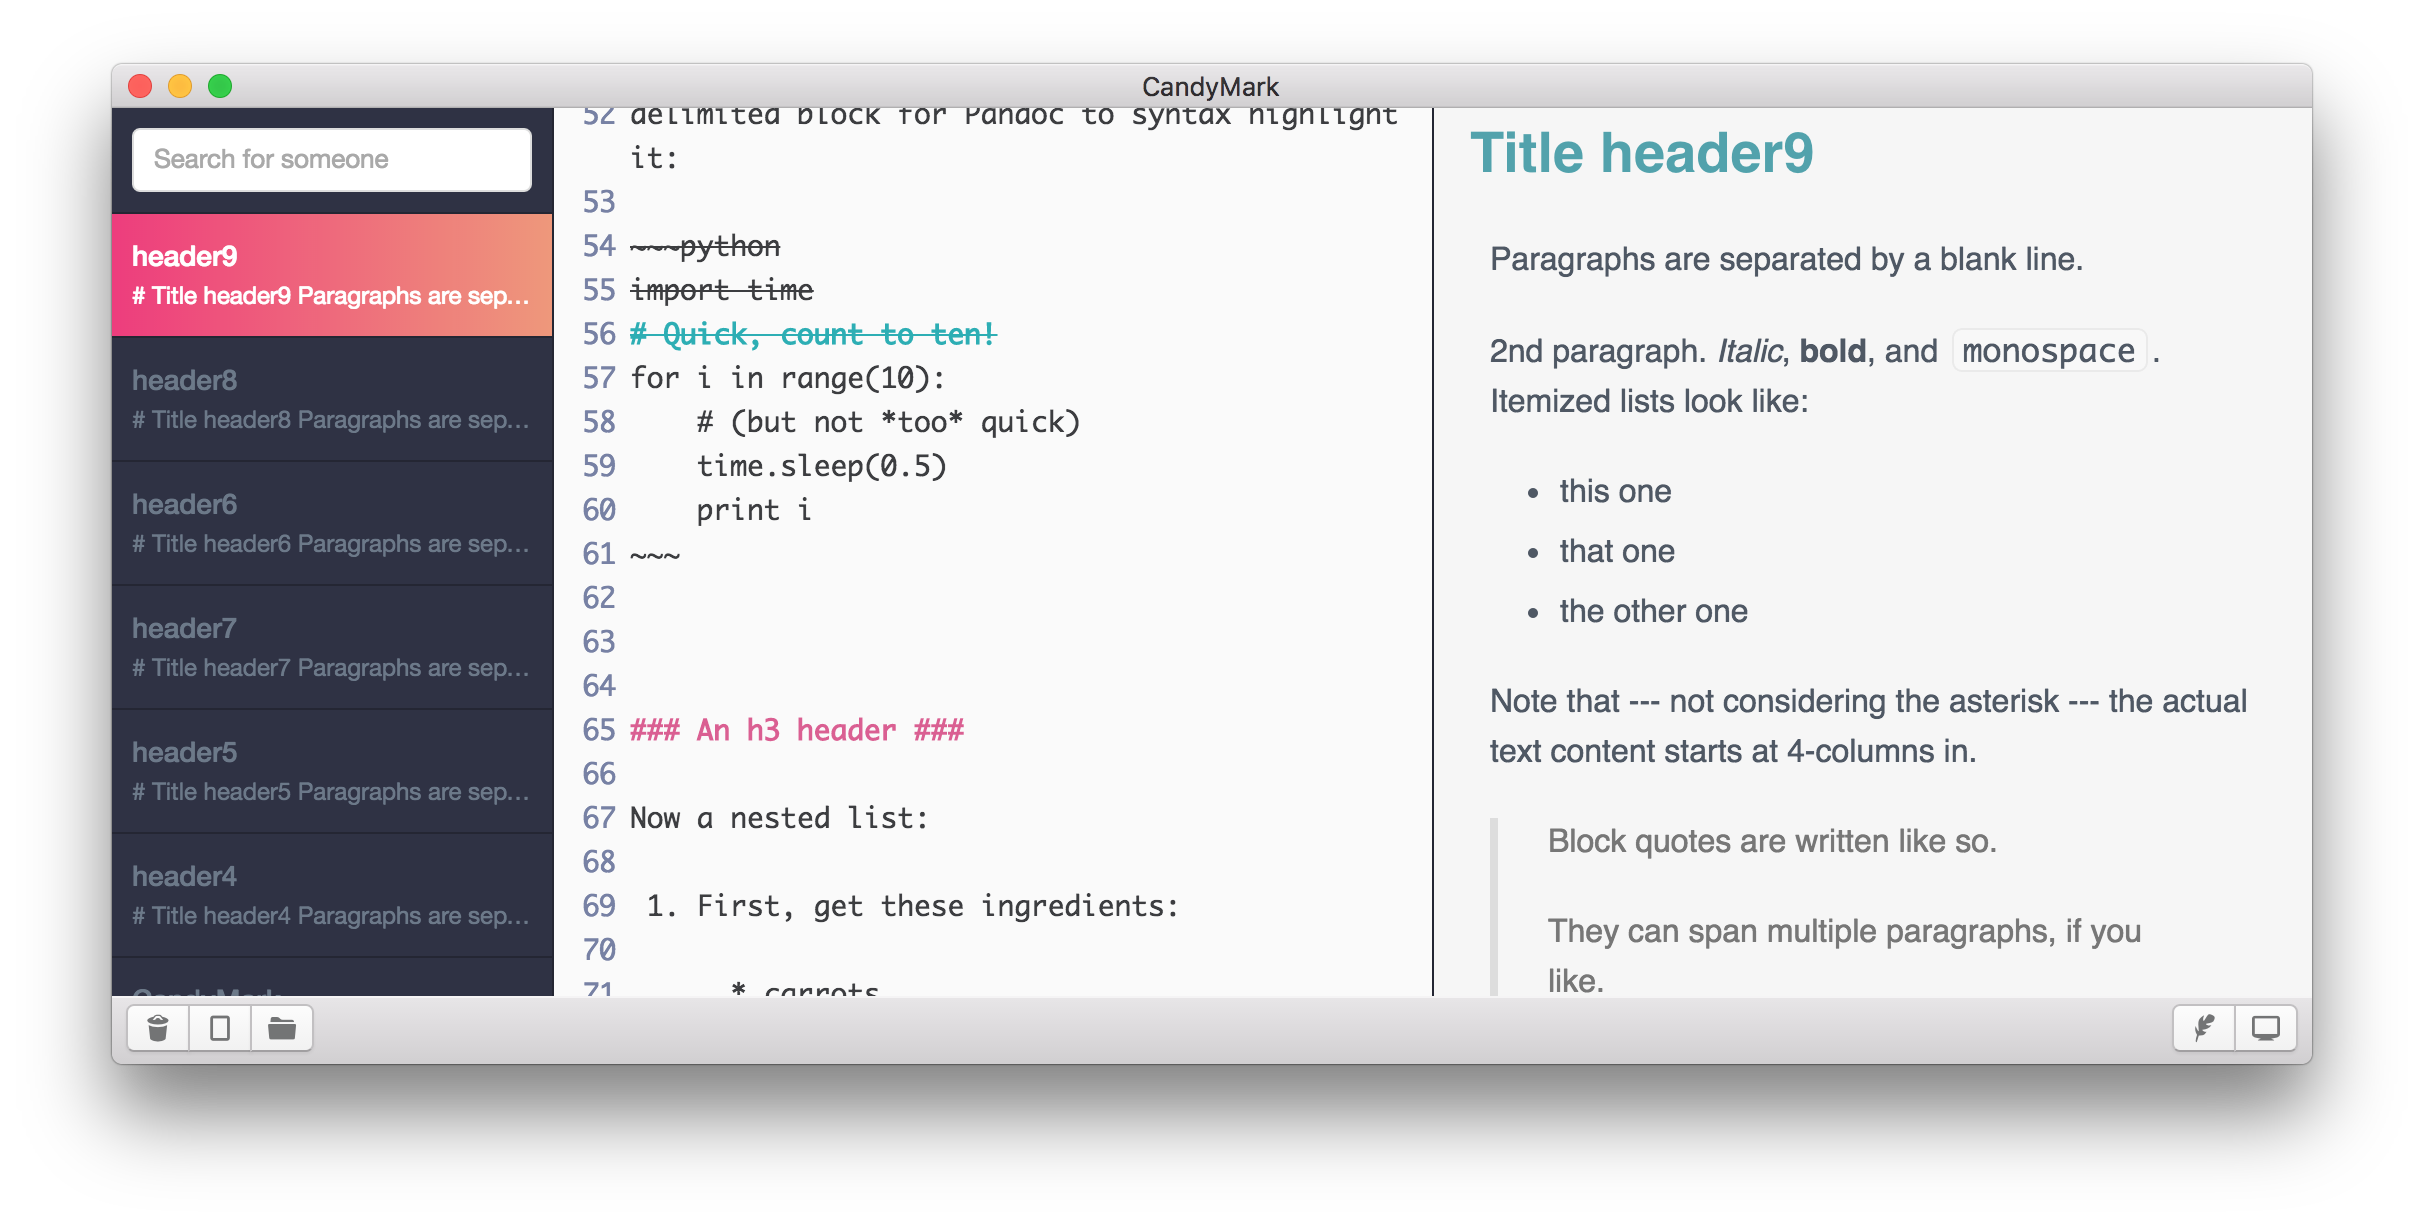 CandyMark
Search for someone
header9
# Title header9 Paragraphs are sep...
header8
# Title header8 Paragraphs are sep...
header6
# Title header6 Paragraphs are sep...
header7
# Title header7 Paragraphs are sep...
header5
# Title header5 Paragraphs are sep...
header4
# Title header4 Paragraphs are sep...
CandyMark
52 delimited block for Pandoc to syntax highlight
it:
53
54 ~~~python
55 import time
56 # Quick, count to ten!
57 for i in range(10):
58     # (but not *too* quick)
59     time.sleep(0.5)
60     print i
61 ~~~
62
63
64
65 ### An h3 header ###
66
67 Now a nested list:
68
69  1. First, get these ingredients:
70
71       * carrots
Title header9
Paragraphs are separated by a blank line.
2nd paragraph. Italic, bold, and monospace.
Itemized lists look like:
• this one
• that one
• the other one
Note that --- not considering the asterisk --- the actual
text content starts at 4-columns in.
Block quotes are written like so.
They can span multiple paragraphs, if you
like.